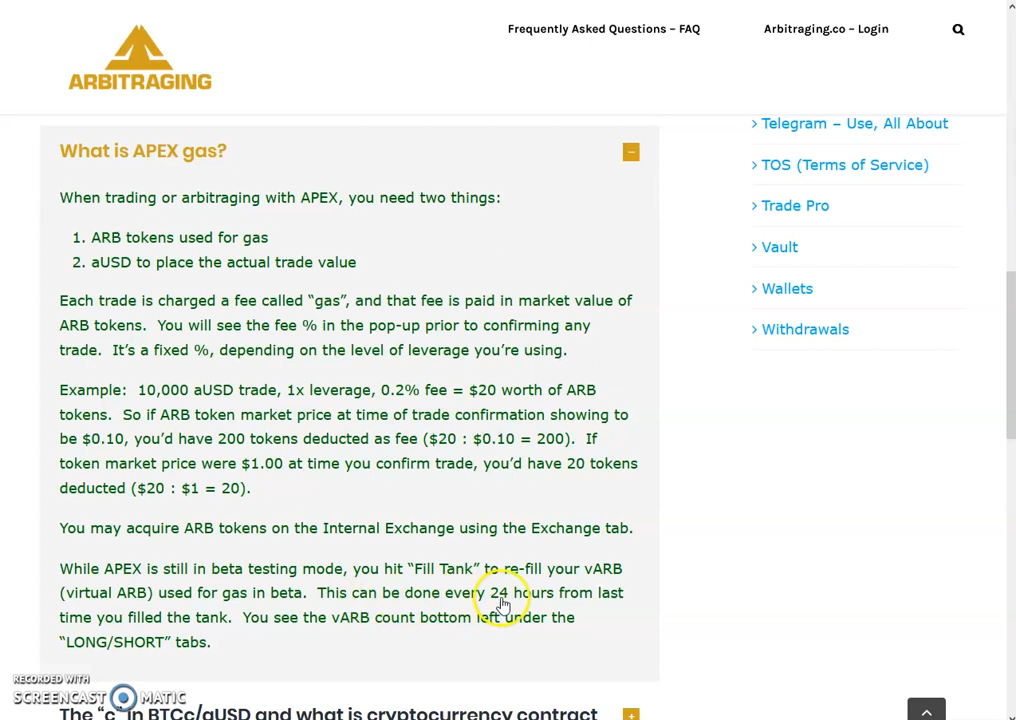 Frequently Asked Questions – FAQ
Arbitraging.co – Login
ARBITRAGING
What is APEX gas?
When trading or arbitraging with APEX, you need two things:
1. ARB tokens used for gas
2. aUSD to place the actual trade value
Each trade is charged a fee called “gas”, and that fee is paid in market value of
ARB tokens.  You will see the fee % in the pop-up prior to confirming any
trade.  It’s a fixed %, depending on the level of leverage you’re using.
Example:  10,000 aUSD trade, 1x leverage, 0.2% fee = $20 worth of ARB
tokens.  So if ARB token market price at time of trade confirmation showing to
be $0.10, you’d have 200 tokens deducted as fee ($20 : $0.10 = 200).  If
token market price were $1.00 at time you confirm trade, you’d have 20 tokens
deducted ($20 : $1 = 20).
You may acquire ARB tokens on the Internal Exchange using the Exchange tab.
While APEX is still in beta testing mode, you hit “Fill Tank” to re-fill your vARB
(virtual ARB) used for gas in beta.  This can be done every 24 hours from last
time you filled the tank.  You see the vARB count bottom left under the
“LONG/SHORT” tabs.
The “c” in BTCc/aUSD and what is cryptocurrency contract
Telegram – Use, All About
TOS (Terms of Service)
Trade Pro
Vault
Wallets
Withdrawals
RECORDED WITH
SCREENCAST MATIC